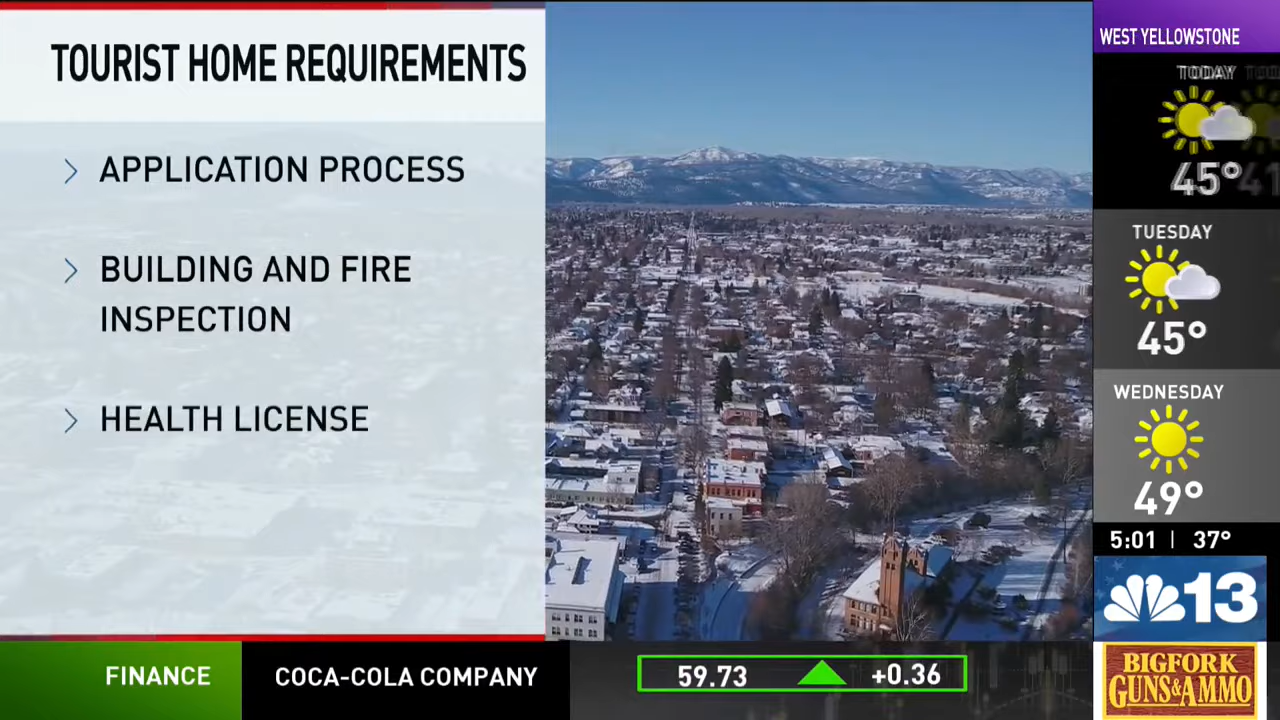 TOURIST HOME REQUIREMENTS
APPLICATION PROCESS
BUILDING AND FIRE
INSPECTION
HEALTH LICENSE
WEST YELLOWSTONE
TODAY
45°
TUESDAY
45°
WEDNESDAY
49°
5:01 | 37°
13
BIGFORK
GUNS & AMMO
FINANCE
COCA-COLA COMPANY
59.73
+0.36